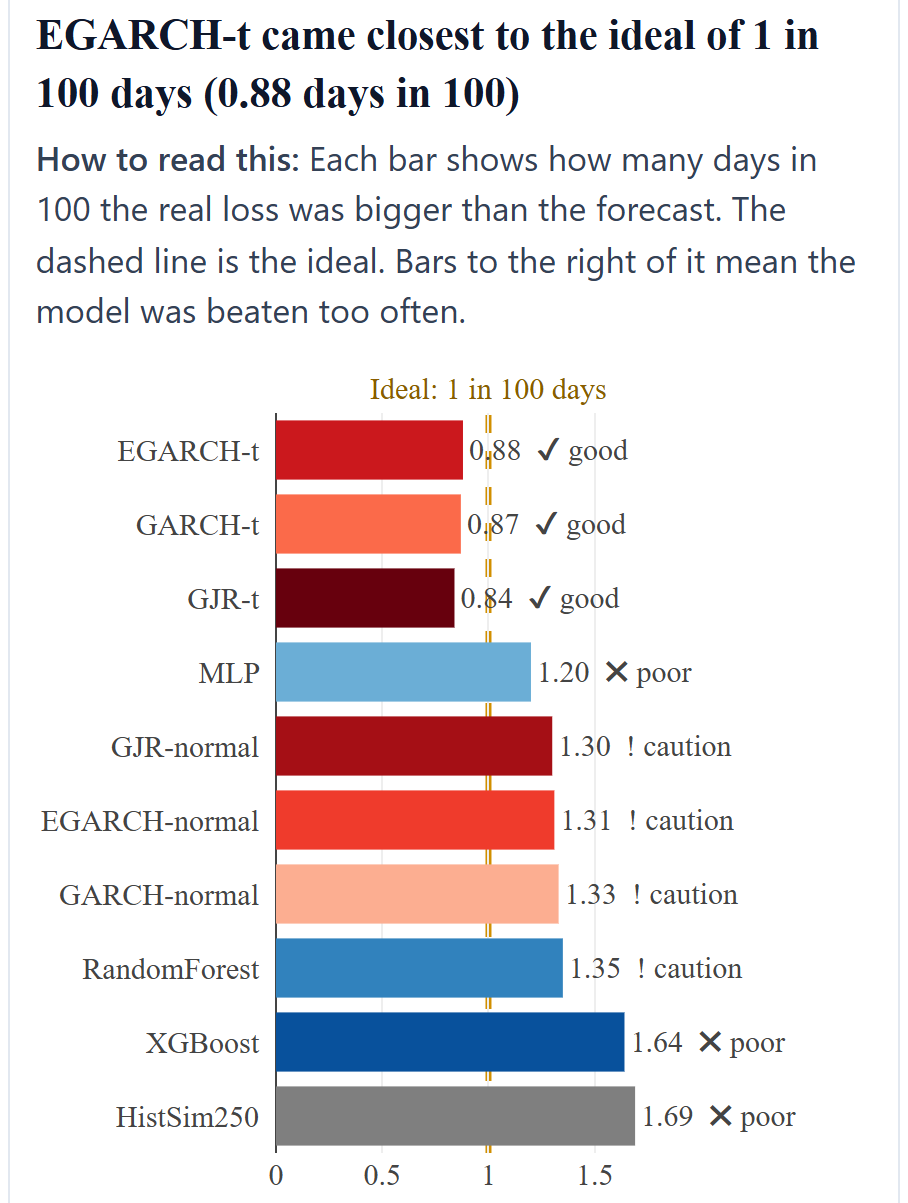 EGARCH-t came closest to the ideal of 1 in
100 days (0.88 days in 100)
How to read this: Each bar shows how many days in
100 the real loss was bigger than the forecast. The
dashed line is the ideal. Bars to the right of it mean the
model was beaten too often.
Ideal: 1 in 100 days
EGARCH-t 0.88 ✓ good
GARCH-t 0.87 ✓ good
GJR-t 0.84 ✓ good
MLP 1.20 ✕ poor
GJR-normal 1.30 ! caution
EGARCH-normal 1.31 ! caution
GARCH-normal 1.33 ! caution
RandomForest 1.35 ! caution
XGBoost 1.64 ✕ poor
HistSim250 1.69 ✕ poor
0 0.5 1 1.5